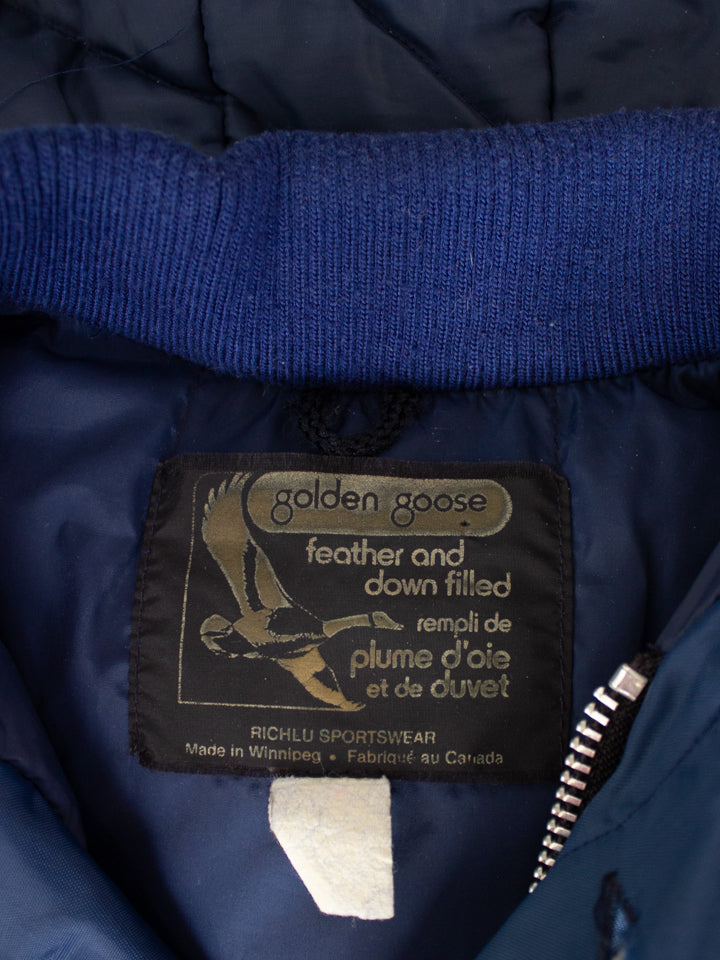 golden goose
feather and
down filled
rempli de
plume d'oie
et de duvet
RICHLU SPORTSWEAR
Made in Winnipeg • Fabriqué au Canada